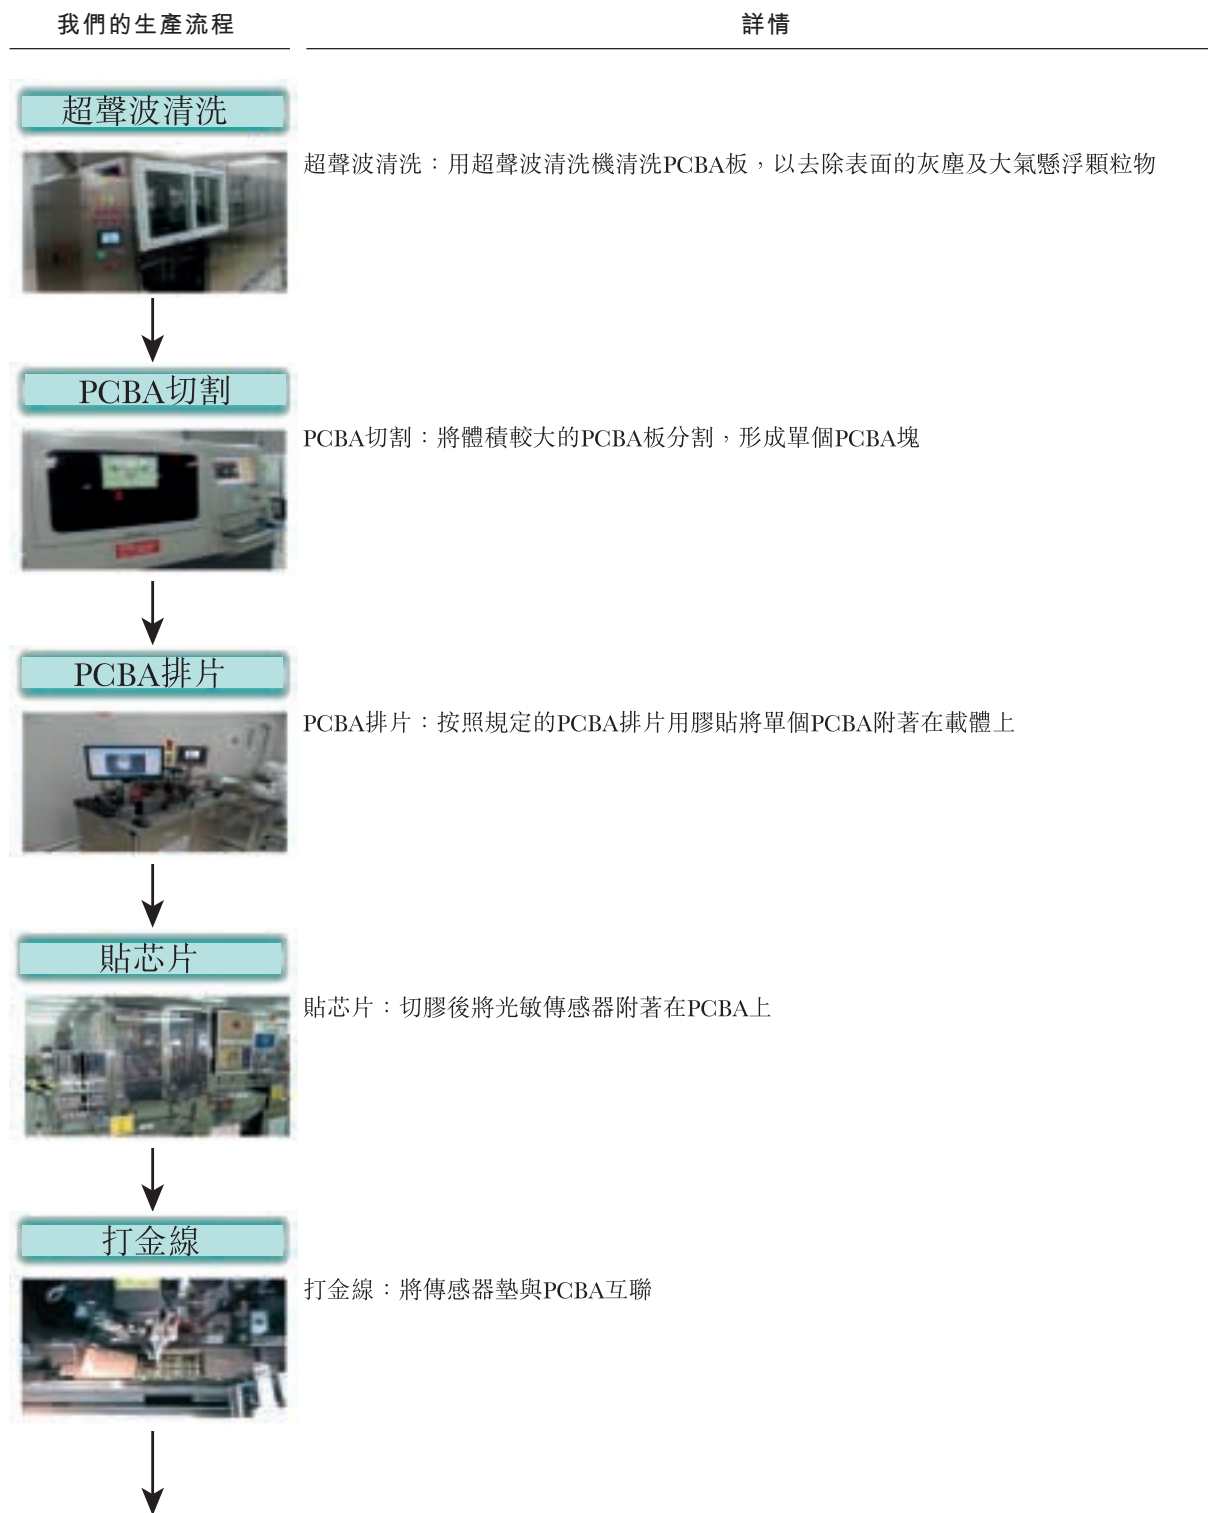 我們的生產流程
詳情
超聲波清洗
超聲波清洗：用超聲波清洗機清洗PCBA板，以去除表面的灰塵及大氣懸浮顆粒物
PCBA切割
PCBA切割：將體積較大的PCBA板分割，形成單個PCBA塊
PCBA排片
PCBA排片：按照規定的PCBA排片用膠貼將單個PCBA附著在載體上
貼芯片
貼芯片：切膠後將光敏傳感器附著在PCBA上
打金線
打金線：將傳感器墊與PCBA互聯